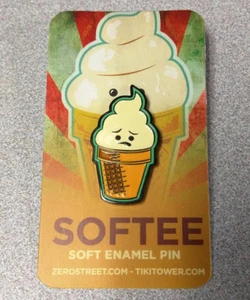 SOFTEE
SOFT ENAMEL PIN
ZEROSTREET.COM - TIKITOWER.COM